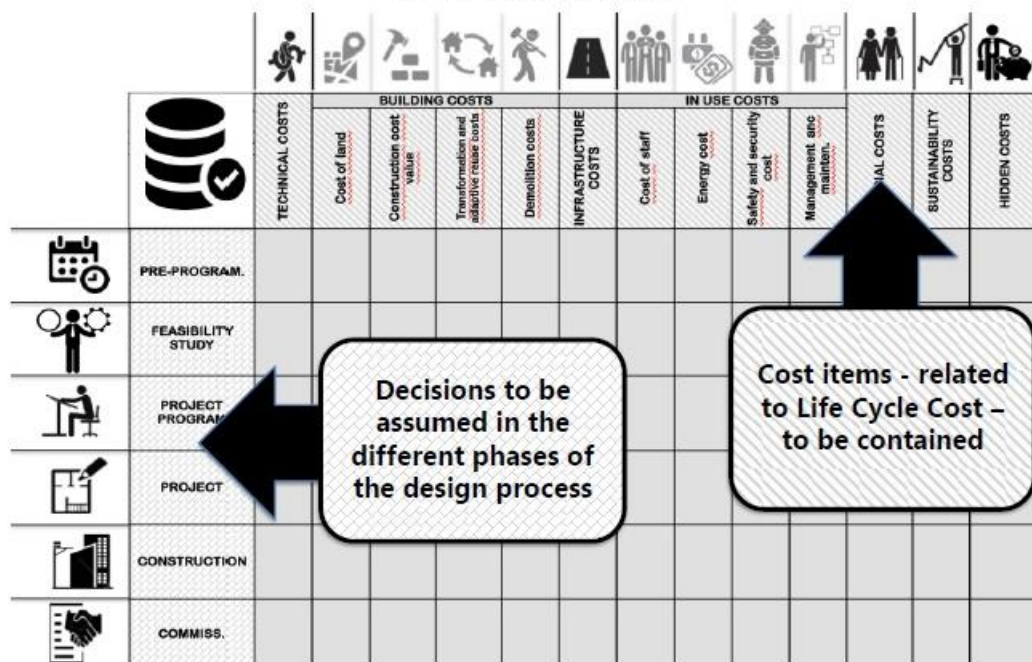 BUILDING COSTS
IN USE COSTS
TECHNICAL COSTS
Cost of land
Construction cost
value
Transformation and
adaptive reuse costs
Demolition costs
INFRASTRUCTURE
COSTS
Cost of staff
Energy cost
Safety and security
cost
Management and
mainten.
COSTS
SUSTAINABILITY
COSTS
HIDDEN COSTS
PRE-PROGRAM.
FEASIBILITY
STUDY
PROJECT
PROGRAM
PROJECT
CONSTRUCTION
COMMISS.
Decisions to be
assumed in the
different phases of
the design process
Cost items - related
to Life Cycle Cost –
to be contained